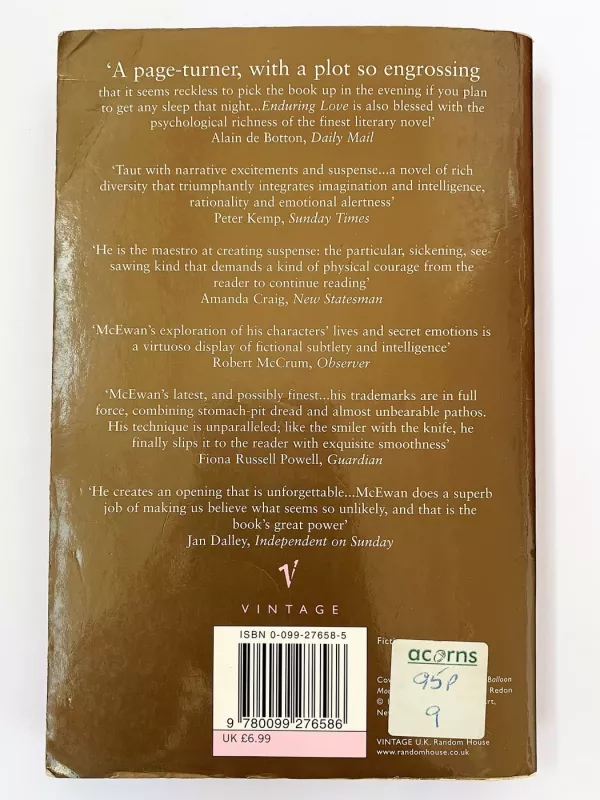 ‘A page-turner, with a plot so engrossing
that it seems reckless to pick the book up in the evening if you plan
to get any sleep that night...Enduring Love is also blessed with the
psychological richness of the finest literary novel’
Alain de Botton, Daily Mail
‘Taut with narrative excitements and suspense...a novel of rich
diversity that triumphantly integrates imagination and intelligence,
rationality and emotional alertness’
Peter Kemp, Sunday Times
‘He is the maestro at creating suspense: the particular, sickening, see-
sawing kind that demands a kind of physical courage from the
reader to continue reading’
Amanda Craig, New Statesman
‘McEwan’s exploration of his characters’ lives and secret emotions is
a virtuoso display of fictional subtlety and intelligence’
Robert McCrum, Observer
‘McEwan’s latest, and possibly finest...his trademarks are in full
force, combining stomach-pit dread and almost unbearable pathos.
His technique is unparalleled; like the smiler with the knife, he
finally slips it to the reader with exquisite smoothness’
Fiona Russell Powell, Guardian
‘He creates an opening that is unforgettable...McEwan does a superb
job of making us believe what seems so unlikely, and that is the
book’s great power’
Jan Dalley, Independent on Sunday
V
VINTAGE
ISBN 0-099-27658-5
9 780099 276586
UK £6.99
acorns
95p
9
Balloon
Redon
Art,
VINTAGE U.K. Random House
www.randomhouse.co.uk